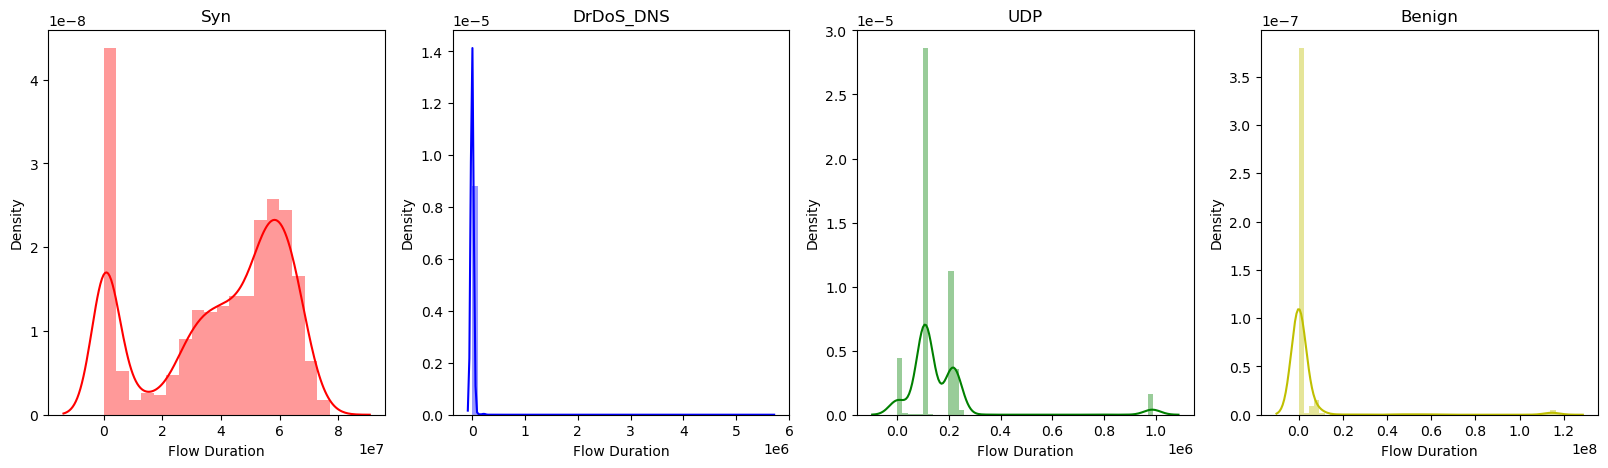 Syn
1e−8
Density
4
3
2
1
0
0 2 4 6 8
Flow Duration
1e7
DrDoS_DNS
1e−5
Density
1.4
1.2
1.0
0.8
0.6
0.4
0.2
0.0
0 1 2 3 4 5 6
Flow Duration
1e6
UDP
1e−5
Density
3.0
2.5
2.0
1.5
1.0
0.5
0.0
0.0 0.2 0.4 0.6 0.8 1.0
Flow Duration
1e6
Benign
1e−7
Density
3.5
3.0
2.5
2.0
1.5
1.0
0.5
0.0
0.0 0.2 0.4 0.6 0.8 1.0 1.2
Flow Duration
1e8